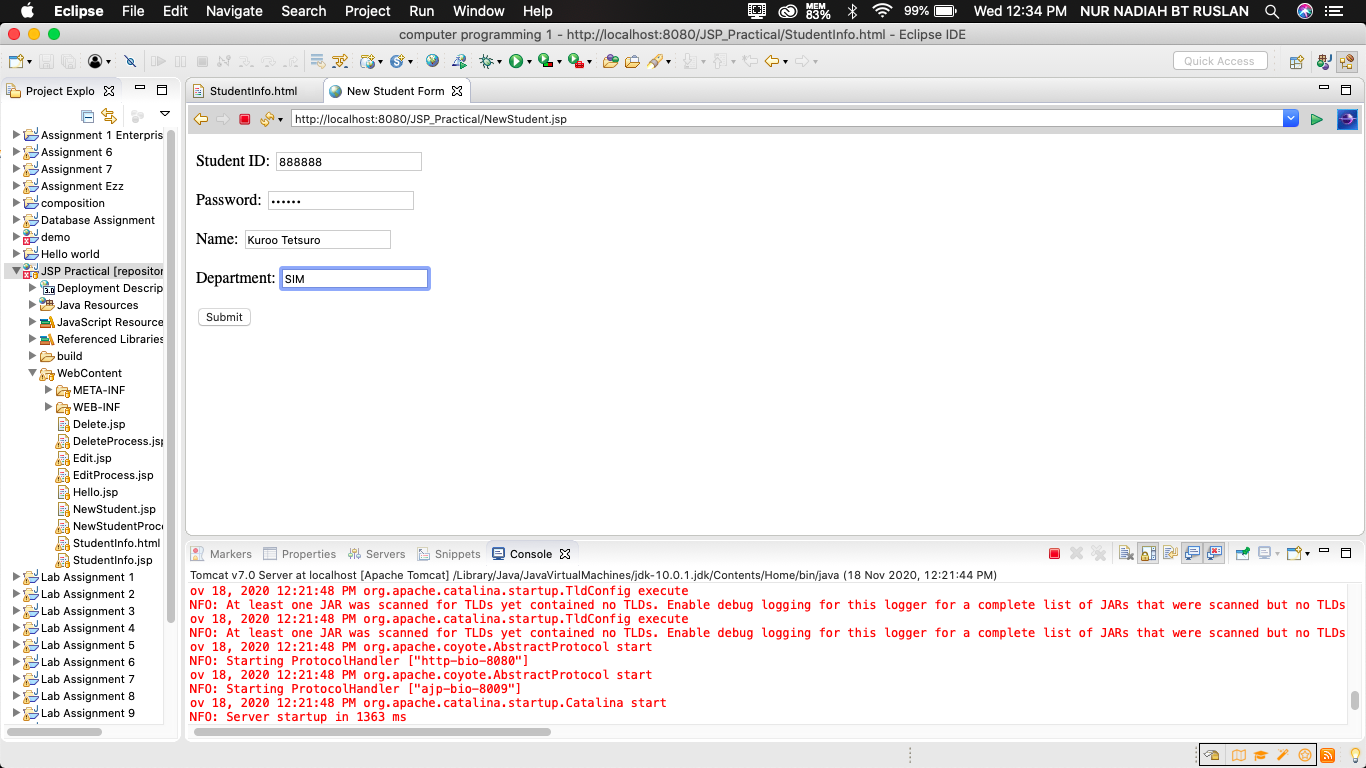 Eclipse File Edit Navigate Search Project Run Window Help MEM 83% 99% Wed 12:34 PM NUR NADIAH BT RUSLAN
computer programming 1 - http://localhost:8080/JSP_Practical/StudentInfo.html - Eclipse IDE
Quick Access
Project Explo
StudentInfo.html New Student Form
http://localhost:8080/JSP_Practical/NewStudent.jsp
Assignment 1 Enterpris
Assignment 6
Assignment 7
Assignment Ezz
composition
Database Assignment
demo
Hello world
JSP Practical [repositor
Deployment Descrip
Java Resources
JavaScript Resource
Referenced Libraries
build
WebContent
META-INF
WEB-INF
Delete.jsp
DeleteProcess.jsp
Edit.jsp
EditProcess.jsp
Hello.jsp
NewStudent.jsp
NewStudentProc
StudentInfo.html
StudentInfo.jsp
Lab Assignment 1
Lab Assignment 2
Lab Assignment 3
Lab Assignment 4
Lab Assignment 5
Lab Assignment 6
Lab Assignment 7
Lab Assignment 8
Lab Assignment 9
Student ID: 888888
Password: ••••••
Name: Kuroo Tetsuro
Department: SIM
Submit
Markers Properties Servers Snippets Console
Tomcat v7.0 Server at localhost [Apache Tomcat] /Library/Java/JavaVirtualMachines/jdk-10.0.1.jdk/Contents/Home/bin/java (18 Nov 2020, 12:21:44 PM)
ov 18, 2020 12:21:48 PM org.apache.catalina.startup.TldConfig execute
NFO: At least one JAR was scanned for TLDs yet contained no TLDs. Enable debug logging for this logger for a complete list of JARs that were scanned but no TLDs
ov 18, 2020 12:21:48 PM org.apache.catalina.startup.TldConfig execute
NFO: At least one JAR was scanned for TLDs yet contained no TLDs. Enable debug logging for this logger for a complete list of JARs that were scanned but no TLDs
ov 18, 2020 12:21:48 PM org.apache.coyote.AbstractProtocol start
NFO: Starting ProtocolHandler ["http-bio-8080"]
ov 18, 2020 12:21:48 PM org.apache.coyote.AbstractProtocol start
NFO: Starting ProtocolHandler ["ajp-bio-8009"]
ov 18, 2020 12:21:48 PM org.apache.catalina.startup.Catalina start
NFO: Server startup in 1363 ms